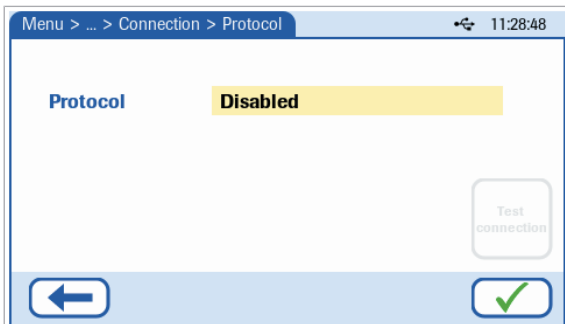 Menu > ... > Connection > Protocol 11:28:48
Protocol Disabled
Test
connection